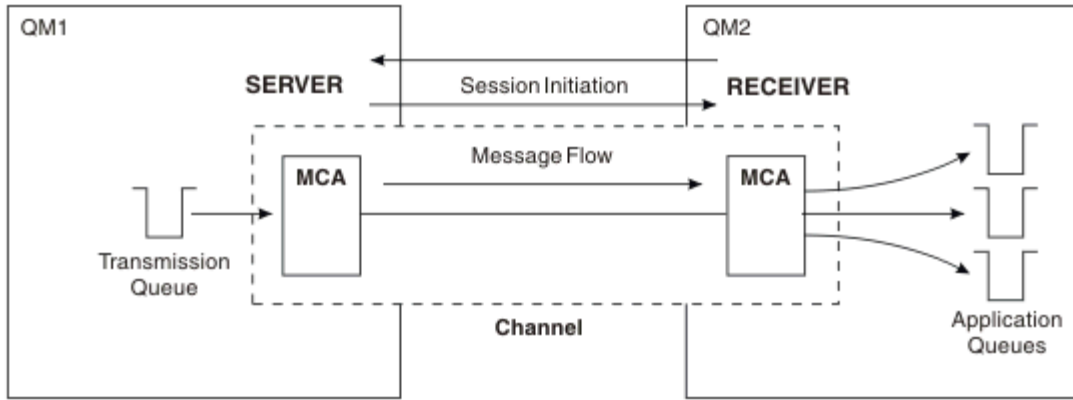 QM1
QM2
SERVER
Session Initiation
RECEIVER
Message Flow
MCA
MCA
Transmission
Queue
Channel
Application
Queues